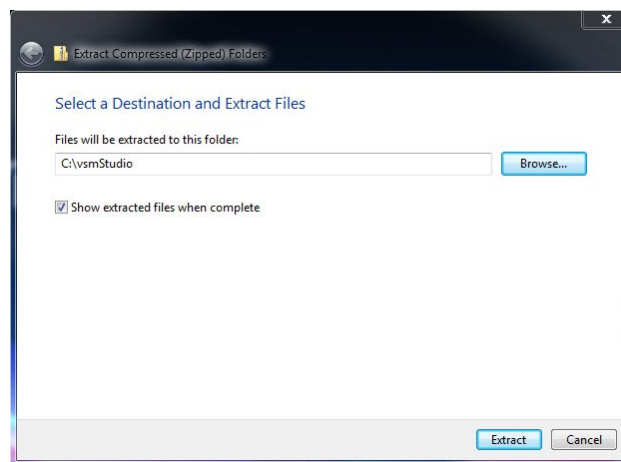 Extract Compressed (Zipped) Folders
Select a Destination and Extract Files
Files will be extracted to this folder:
C:\vsmStudio
Browse...
Show extracted files when complete
Extract
Cancel